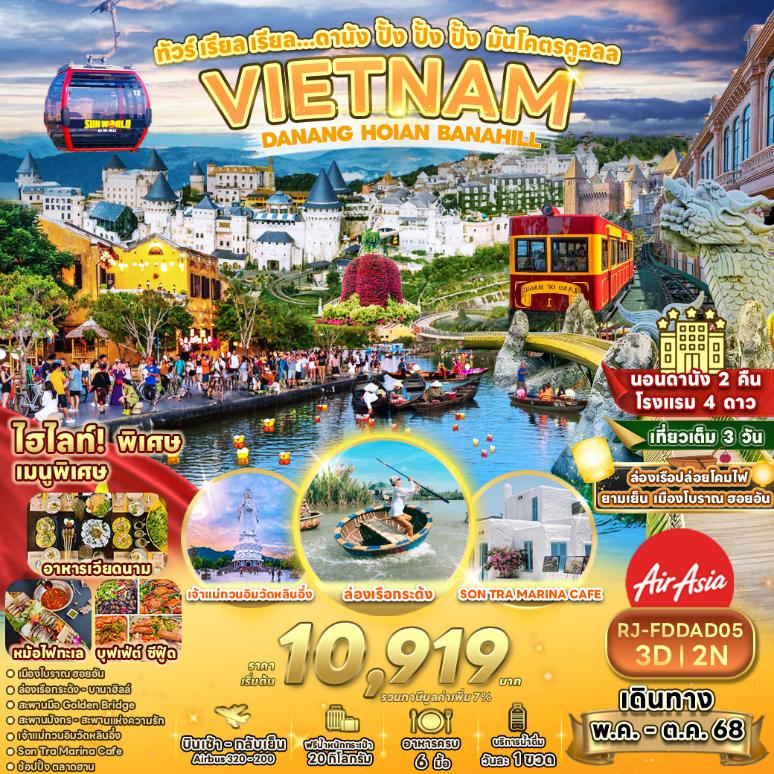 ทัวร์ เรียล เรียล...ดานัง ปั้ง ปั้ง ปั้ง มันโคตรคูลลล
VIETNAM
DANANG HOIAN BANAHILL
12
SUN WORLD
BA NA HILLS
LAND OF MAGIC
1
นอนดานัง 2 คืน
โรงแรม 4 ดาว
เที่ยวเต็ม 3 วัน
ล่องเรือปล่อยโคมไฟ
ยามเย็น เมืองโบราณ ฮอยอัน
ไฮไลท์! พิเศษ
เมนูพิเศษ
อาหารเวียดนาม
หม้อไฟทะเล
บุฟเฟ่ต์ ซีฟู๊ด
เจ้าแม่กวนอิมวัดหลินอึ๋ง
ล่องเรือกระด้ง
SON TRA MARINA CAFE
AirAsia
RJ-FDDAD05
3D | 2N
เดินทาง
พ.ค. - ต.ค. 68
ราคา
เริ่มต้น
10,919
บาท
รวมภาษีมูลค่าเพิ่ม 7%
• เมืองโบราณ ฮอยอัน
• ล่องเรือกระด้ง - บานาฮิลล์
• สะพานมือ Golden Bridge
• สะพานมังกร - สะพานแห่งความรัก
• เจ้าแม่กวนอิมวัดหลินอึ๋ง
• Son Tra Marina Cafe
• ช้อปปิ้ง ตลาดฮาน
บินเช้า - กลับเย็น
Airbus320 - 200
ฟรีน้ำหนักกระเป๋า
20 กิโลกรัม
อาหารครบ
6 มื้อ
บริการน้ำดื่ม
วันละ 1 ขวด